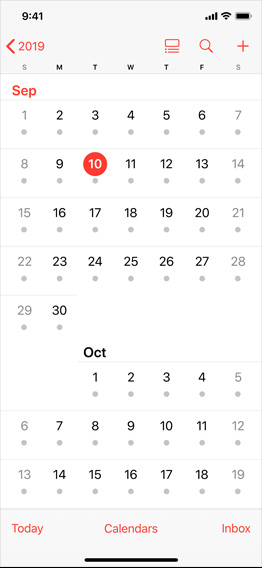 9:41
2019
S M T W T F S
Sep
1 2 3 4 5 6 7
8 9 10 11 12 13 14
15 16 17 18 19 20 21
22 23 24 25 26 27 28
29 30
Oct
1 2 3 4 5
6 7 8 9 10 11 12
13 14 15 16 17 18 19
Today Calendars Inbox